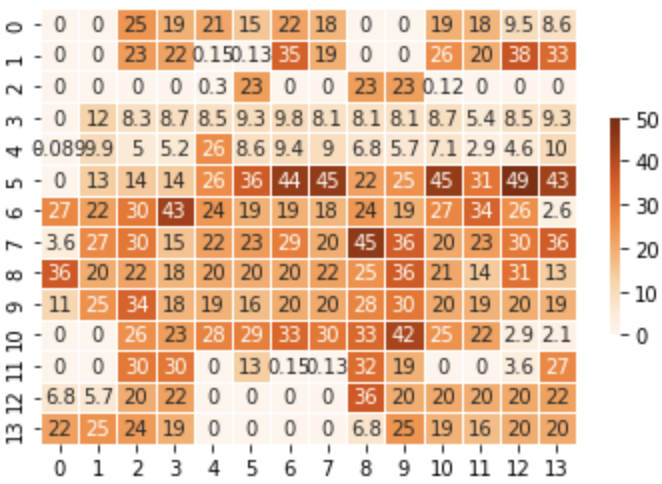 0 0 0 25 19 21 15 22 18 0 0 19 18 9.5 8.6
1 0 0 23 22 0.15 0.13 35 19 0 0 26 20 38 33
2 0 0 0 0 0.3 23 0 0 23 23 0.12 0 0 0
3 0 12 8.3 8.7 8.5 9.3 9.8 8.1 8.1 8.1 8.7 5.4 8.5 9.3
4 0.089 9.9 5 5.2 26 8.6 9.4 9 6.8 5.7 7.1 2.9 4.6 10
5 0 13 14 14 26 36 44 45 22 25 45 31 49 43
6 27 22 30 43 24 19 19 18 24 19 27 34 26 2.6
7 3.6 27 30 15 22 23 29 20 45 36 20 23 30 36
8 36 20 22 18 20 20 20 22 25 36 21 14 31 13
9 11 25 34 18 19 16 20 20 28 30 20 19 20 19
10 0 0 26 23 28 29 33 30 33 42 25 22 2.9 2.1
11 0 0 30 30 0 13 0.15 0.13 32 19 0 0 3.6 27
12 6.8 5.7 20 22 0 0 0 0 36 20 20 20 20 22
13 22 25 24 19 0 0 0 0 6.8 25 19 16 20 20
0 1 2 3 4 5 6 7 8 9 10 11 12 13
50
40
30
20
10
0